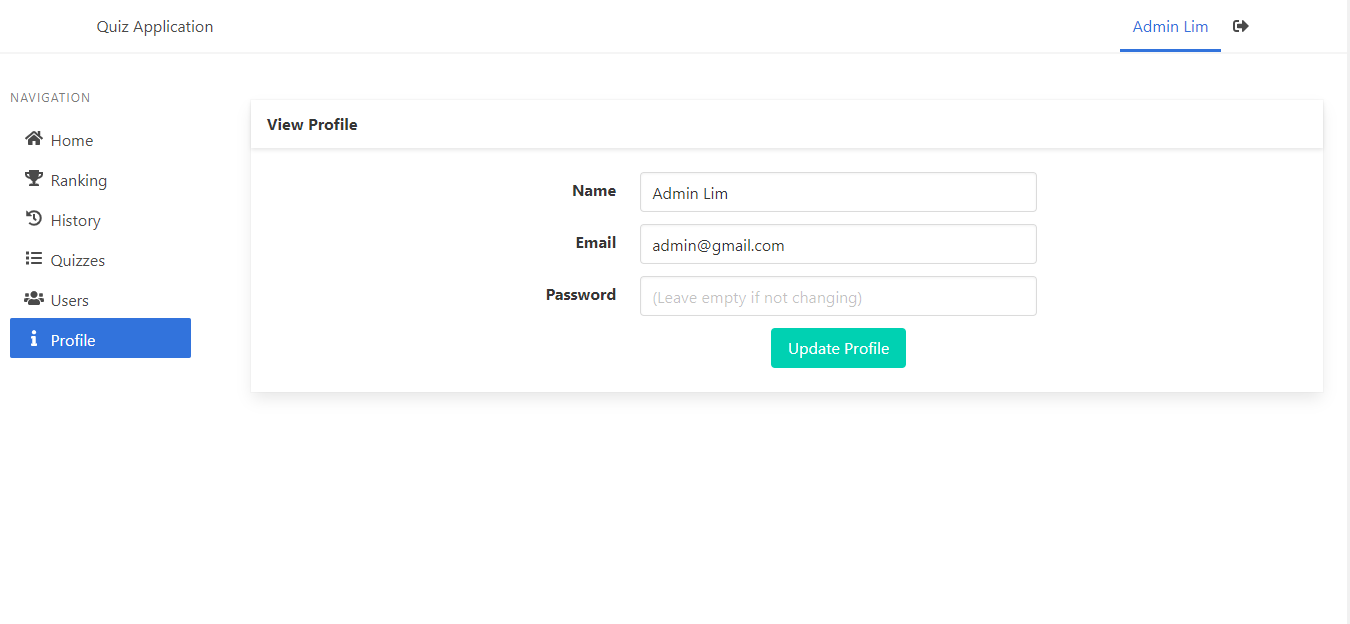 Quiz Application
Admin Lim
NAVIGATION
Home
Ranking
History
Quizzes
Users
Profile
View Profile
Name
Admin Lim
Email
admin@gmail.com
Password
(Leave empty if not changing)
Update Profile